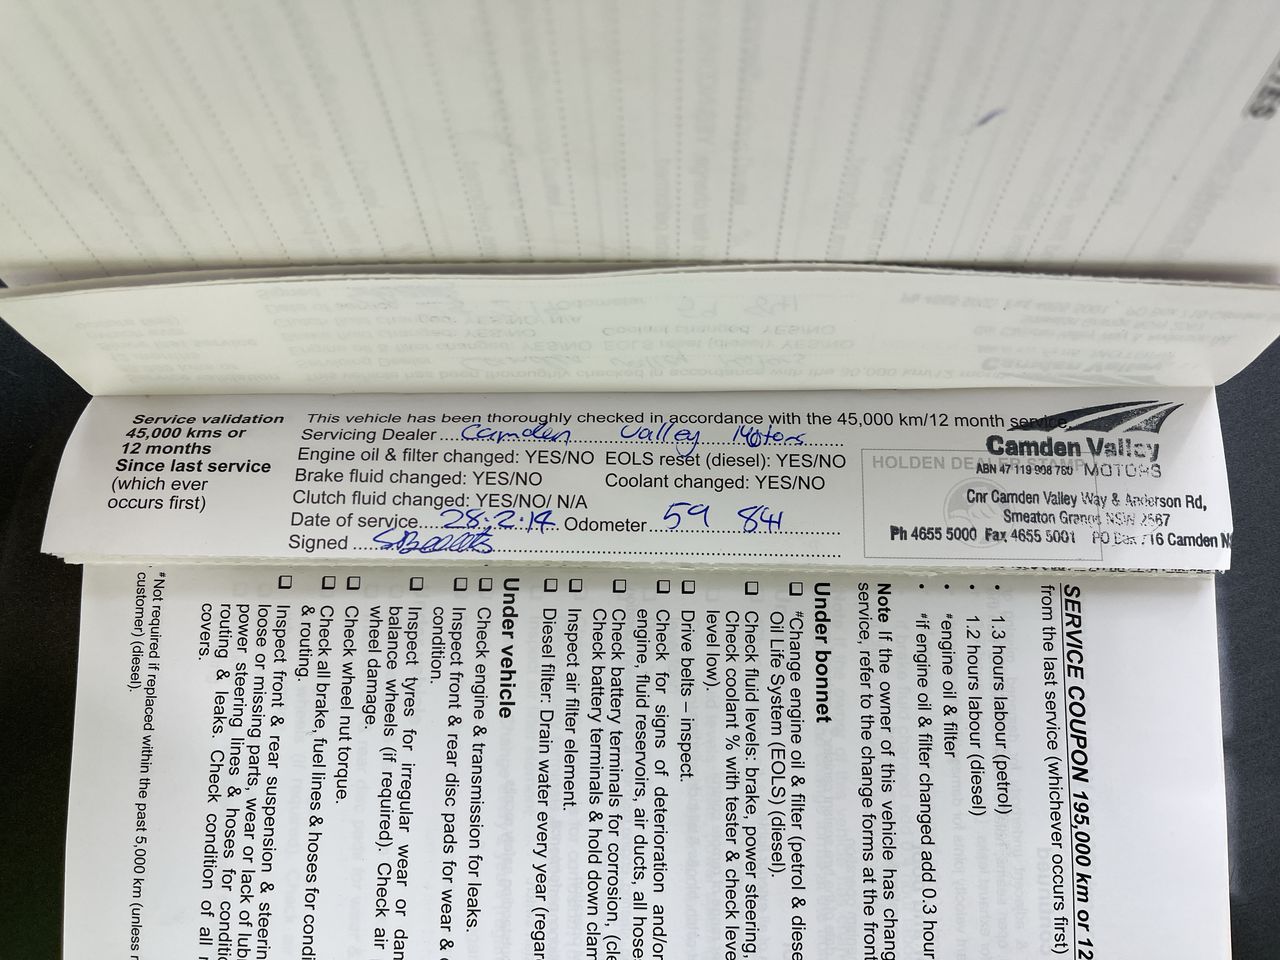 Service validation
45,000 kms or
12 months
Since last service
(which ever
occurs first)
This vehicle has been thoroughly checked in accordance with the 45,000 km/12 month service.
Servicing Dealer Camden Valley Motors
Engine oil & filter changed: YES/NO EOLS reset (diesel): YES/NO
Brake fluid changed: YES/NO Coolant changed: YES/NO
Clutch fluid changed: YES/NO/ N/A
Date of service 28.2.14 Odometer 59 841
Signed
HOLDEN DEALER STAMP
Camden Valley
ABN 47 119 908 760 MOTORS
Cnr Camden Valley Way & Anderson Rd,
Smeaton Grange NSW 2567
Ph 4655 5000 Fax 4655 5001 PO Box 716 Camden
SERVICE COUPON 195,000 km or 12
from the last service (whichever occurs first)
• 1.3 hours labour (petrol)
• 1.2 hours labour (diesel)
• #engine oil & filter
• #if engine oil & filter changed add 0.3 hour
Note If the owner of this vehicle has chang
service, refer to the change forms at the front
Under bonnet
☐ #Change engine oil & filter (petrol & diese
Oil Life System (EOLS) (diesel).
☐ Check fluid levels: brake, power steering,
Check coolant % with tester & check leve
level low).
☐ Drive belts – inspect.
☐ Check for signs of deterioration and/or
engine, fluid reservoirs, air ducts, all hose
☐ Check battery terminals for corrosion, (cle
Check battery terminals & hold down clam
☐ Inspect air filter element.
☐ Diesel filter: Drain water every year (regar
Under vehicle
☐ Check engine & transmission for leaks.
☐ Inspect front & rear disc pads for wear &
condition.
☐ Inspect tyres for irregular wear or dan
balance wheels (if required). Check air
wheel damage.
☐ Check wheel nut torque.
☐ Check all brake, fuel lines & hoses for condi
& routing.
☐ Inspect front & rear suspension & steerin
loose or missing parts, wear or lack of lub
power steering lines & hoses for conditi
routing & leaks. Check condition of all
covers.
#Not required if replaced within the past 5,000 km (unless
customer) (diesel).